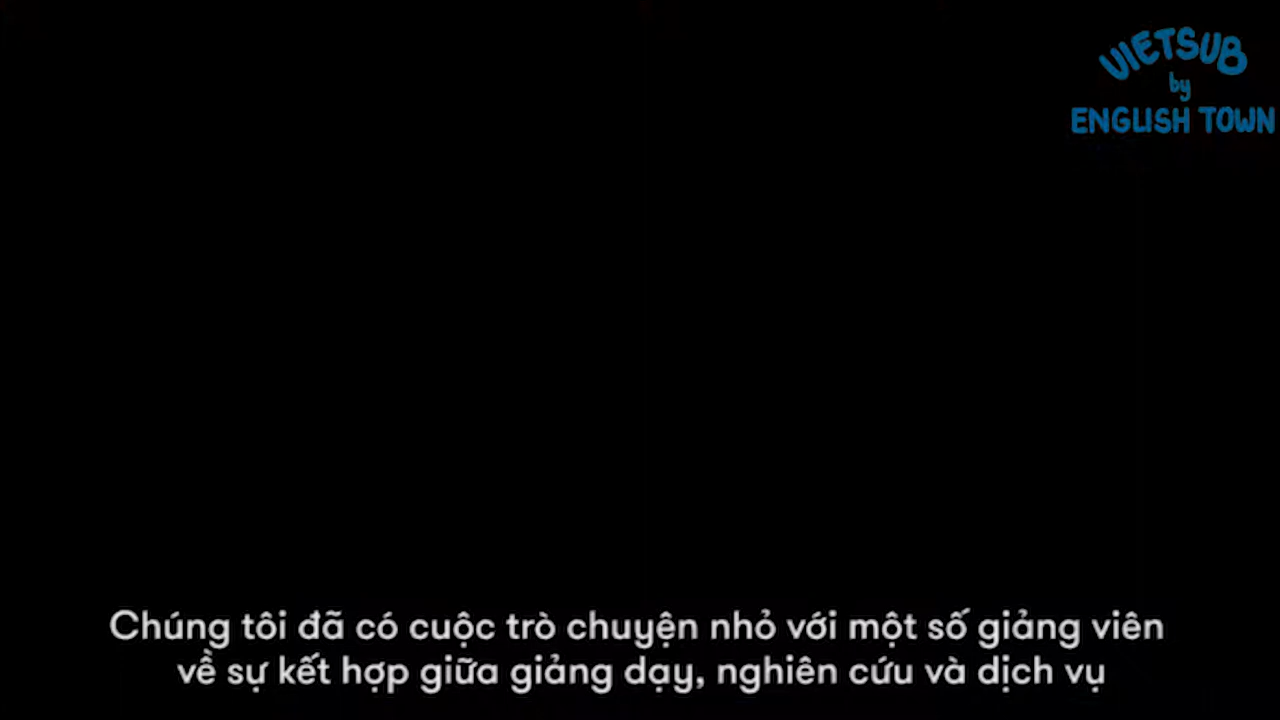 VIETSUB
by
ENGLISH TOWN
Chúng tôi đã có cuộc trò chuyện nhỏ với một số giảng viên
về sự kết hợp giữa giảng dạy, nghiên cứu và dịch vụ